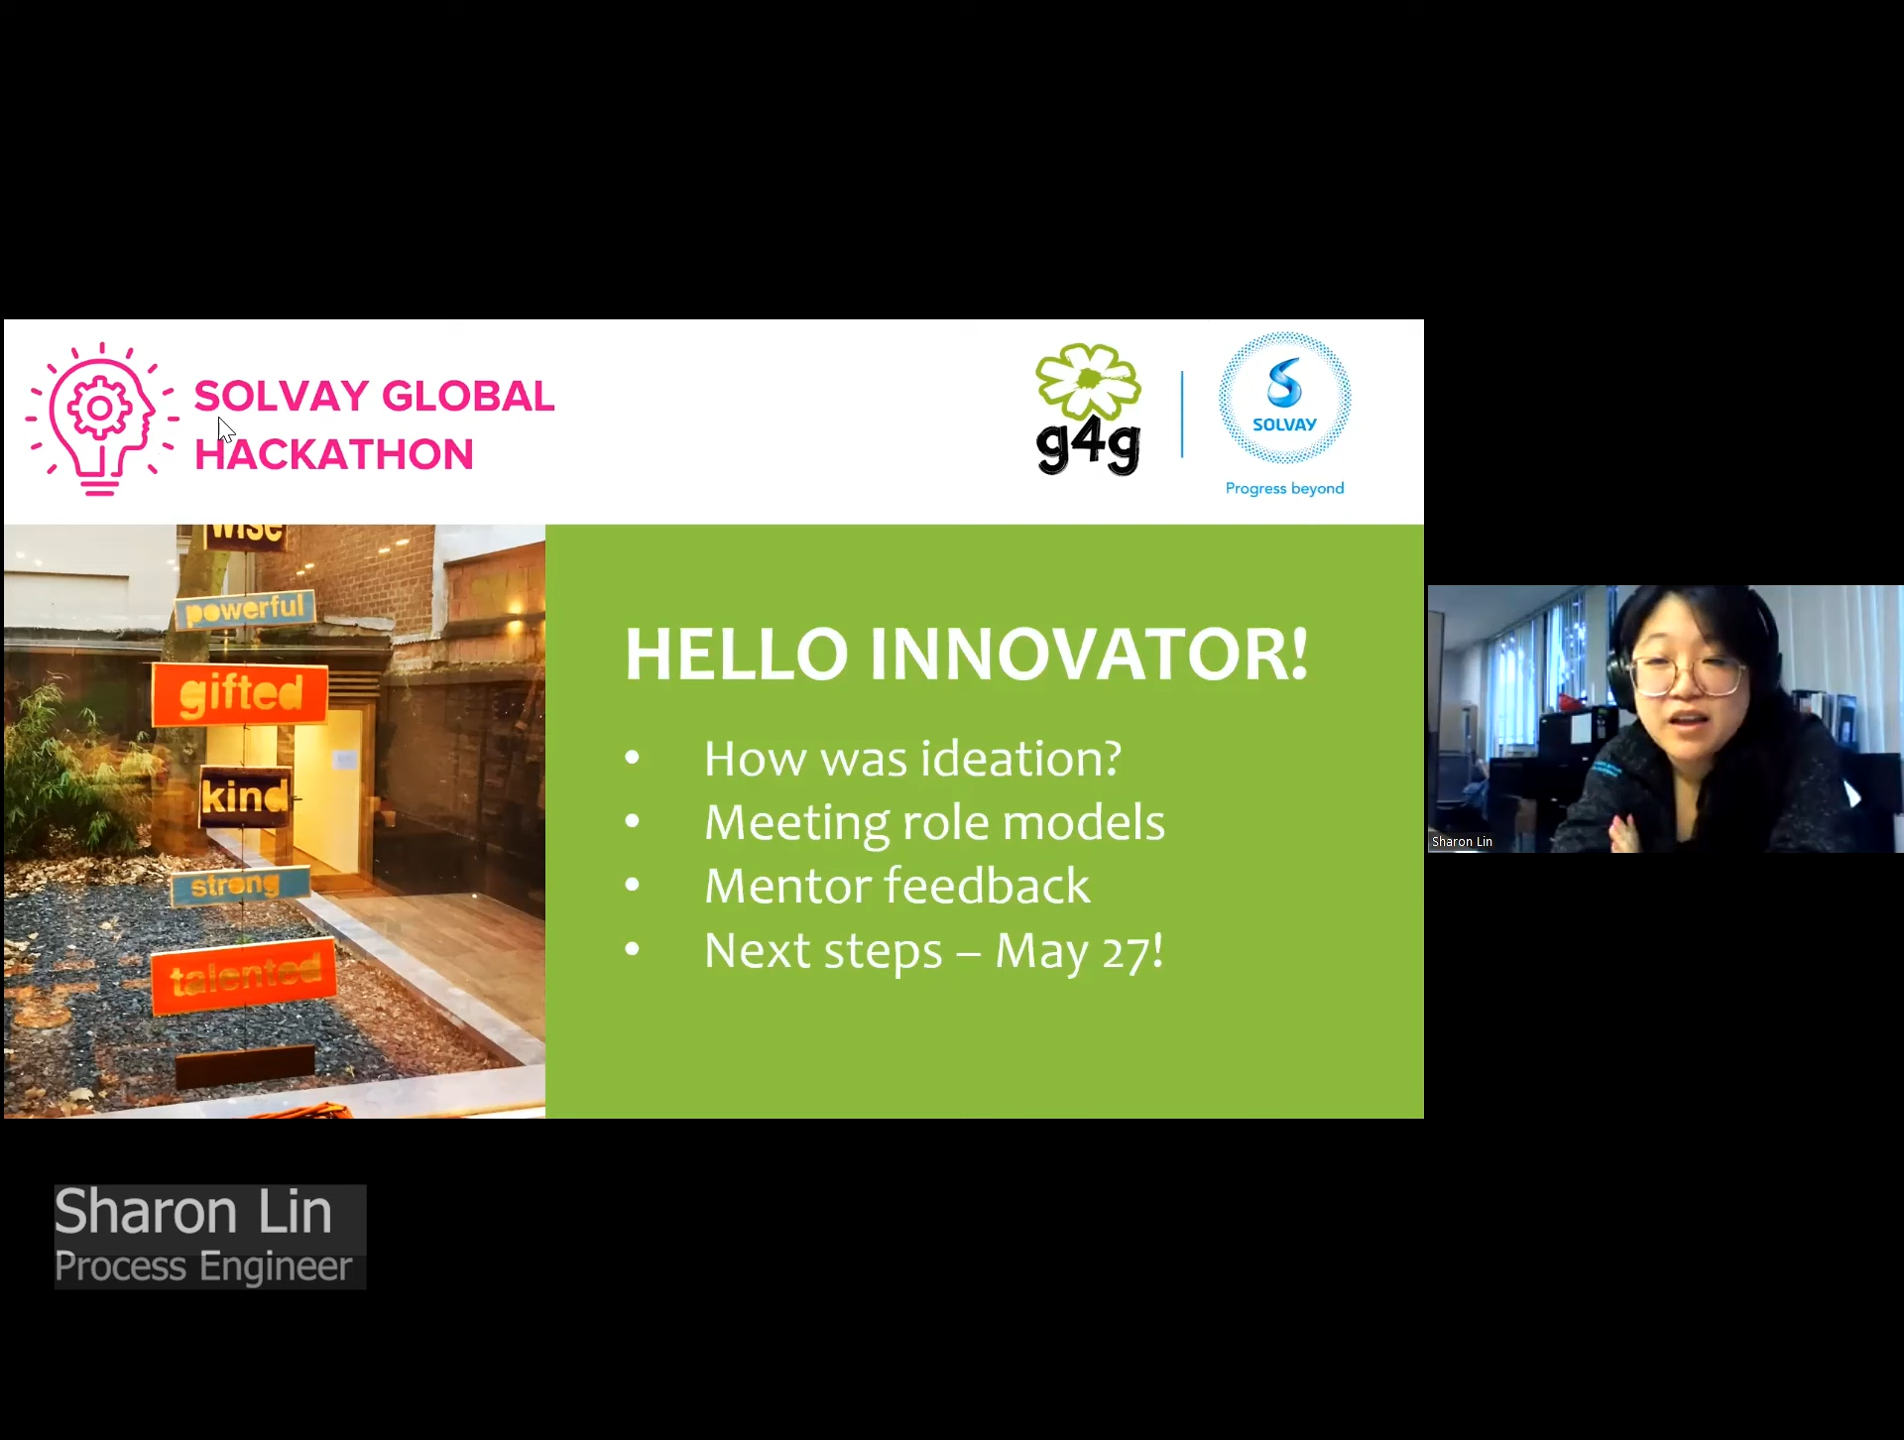 SOLVAY GLOBAL
HACKATHON
g4g
SOLVAY
Progress beyond
wise
powerful
gifted
kind
strong
talented
HELLO INNOVATOR!
• How was ideation?
• Meeting role models
• Mentor feedback
• Next steps – May 27!
Sharon Lin
Sharon Lin
Process Engineer